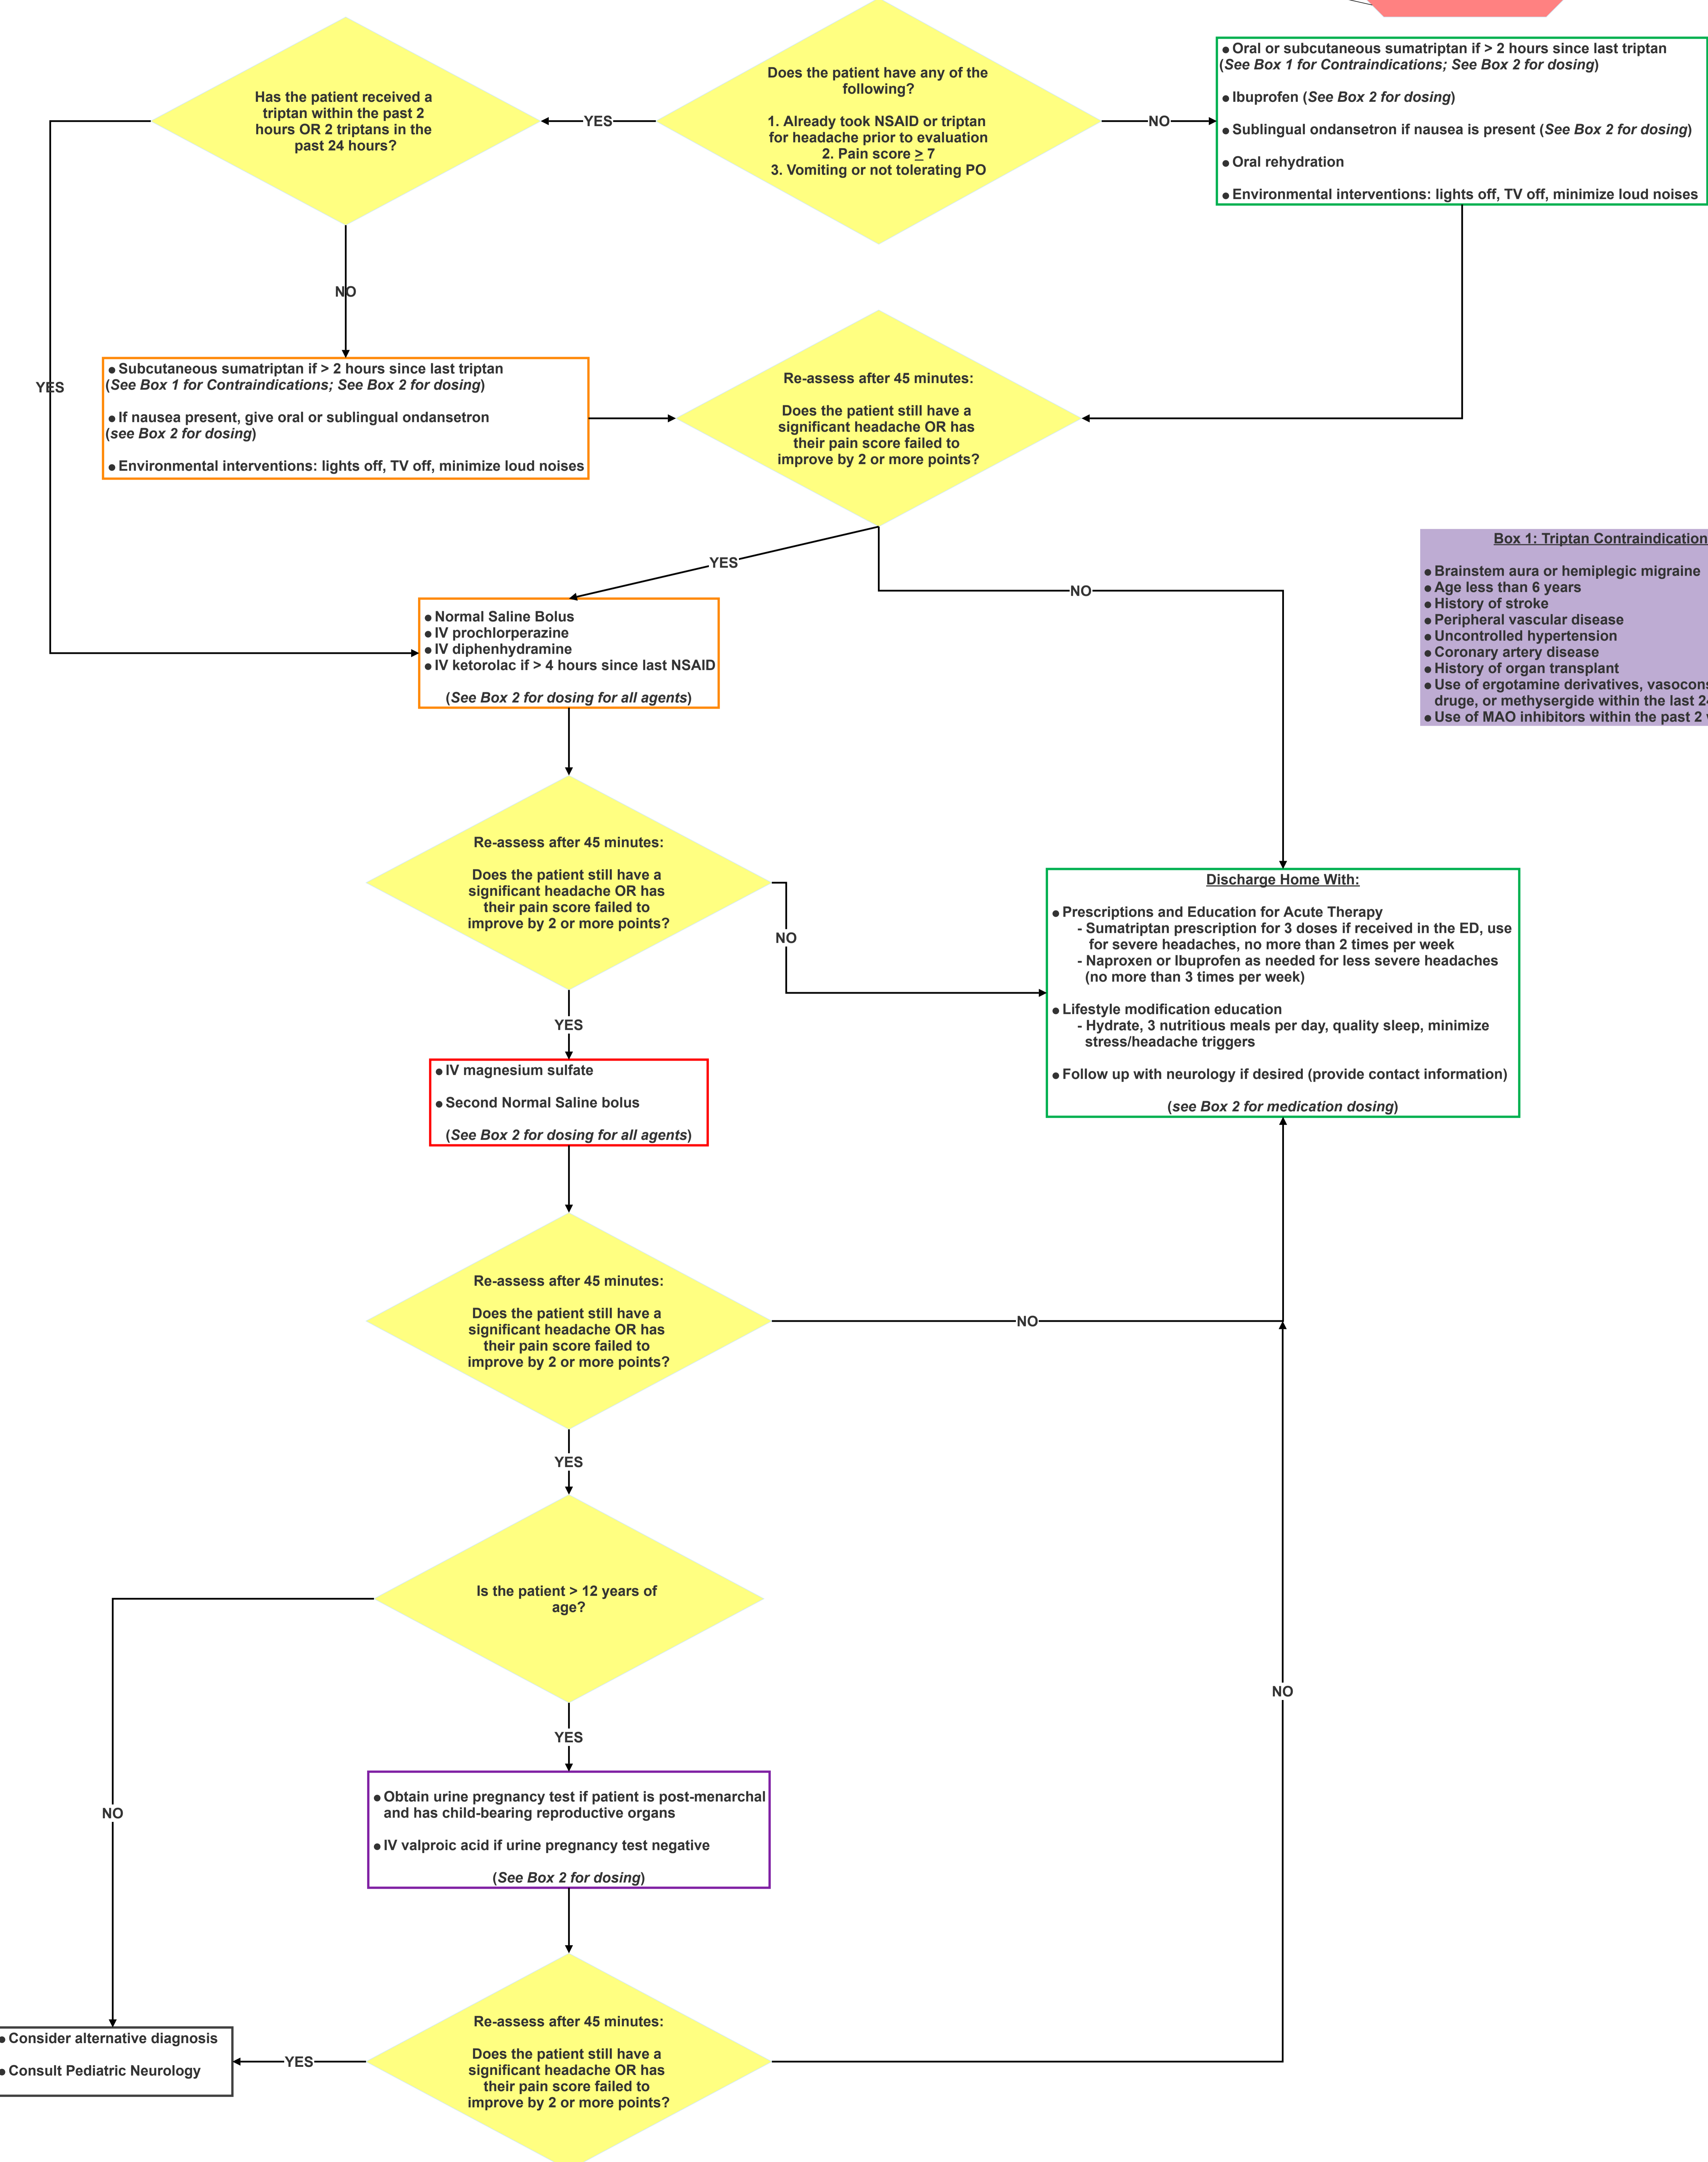 Has the patient received a
triptan within the past 2
hours OR 2 triptans in the
past 24 hours?
YES
Does the patient have any of the
following?
1. Already took NSAID or triptan
for headache prior to evaluation
2. Pain score ≥ 7
3. Vomiting or not tolerating PO
NO
● Oral or subcutaneous sumatriptan if > 2 hours since last triptan
(See Box 1 for Contraindications; See Box 2 for dosing)
● Ibuprofen (See Box 2 for dosing)
● Sublingual ondansetron if nausea is present (See Box 2 for dosing)
● Oral rehydration
● Environmental interventions: lights off, TV off, minimize loud noises
NO
YES
● Subcutaneous sumatriptan if > 2 hours since last triptan
(See Box 1 for Contraindications; See Box 2 for dosing)
● If nausea present, give oral or sublingual ondansetron
(see Box 2 for dosing)
● Environmental interventions: lights off, TV off, minimize loud noises
Re-assess after 45 minutes:
Does the patient still have a
significant headache OR has
their pain score failed to
improve by 2 or more points?
YES
NO
Box 1: Triptan Contraindication
● Brainstem aura or hemiplegic migraine
● Age less than 6 years
● History of stroke
● Peripheral vascular disease
● Uncontrolled hypertension
● Coronary artery disease
● History of organ transplant
● Use of ergotamine derivatives,
druge, or methysergide within the last
● Use of MAO inhibitors within the past 2
● Normal Saline Bolus
● IV prochlorperazine
● IV diphenhydramine
● IV ketorolac if > 4 hours since last NSAID
(See Box 2 for dosing for all agents)
Re-assess after 45 minutes:
Does the patient still have a
significant headache OR has
their pain score failed to
improve by 2 or more points?
NO
Discharge Home With:
● Prescriptions and Education for Acute Therapy
- Sumatriptan prescription for 3 doses if received in the ED, use
for severe headaches, no more than 2 times per week
- Naproxen or Ibuprofen as needed for less severe headaches
(no more than 3 times per week)
● Lifestyle modification education
- Hydrate, 3 nutritious meals per day, quality sleep, minimize
stress/headache triggers
● Follow up with neurology if desired (provide contact information)
(see Box 2 for medication dosing)
YES
● IV magnesium sulfate
● Second Normal Saline bolus
(See Box 2 for dosing for all agents)
Re-assess after 45 minutes:
Does the patient still have a
significant headache OR has
their pain score failed to
improve by 2 or more points?
NO
YES
Is the patient > 12 years of
age?
NO
YES
NO
● Obtain urine pregnancy test if patient is post-menarchal
and has child-bearing reproductive organs
● IV valproic acid if urine pregnancy test negative
(See Box 2 for dosing)
Re-assess after 45 minutes:
Does the patient still have a
significant headache OR has
their pain score failed to
improve by 2 or more points?
YES
● Consider alternative diagnosis
● Consult Pediatric Neurology